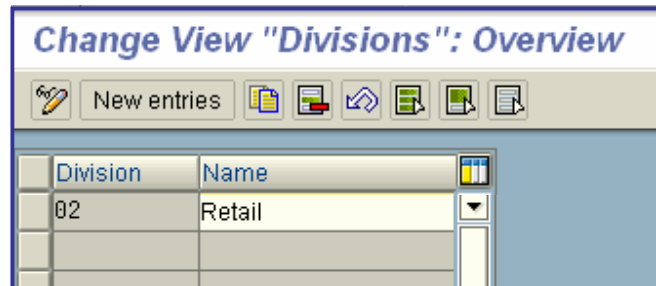 Change View "Divisions": Overview
New entries
Division Name
02 Retail